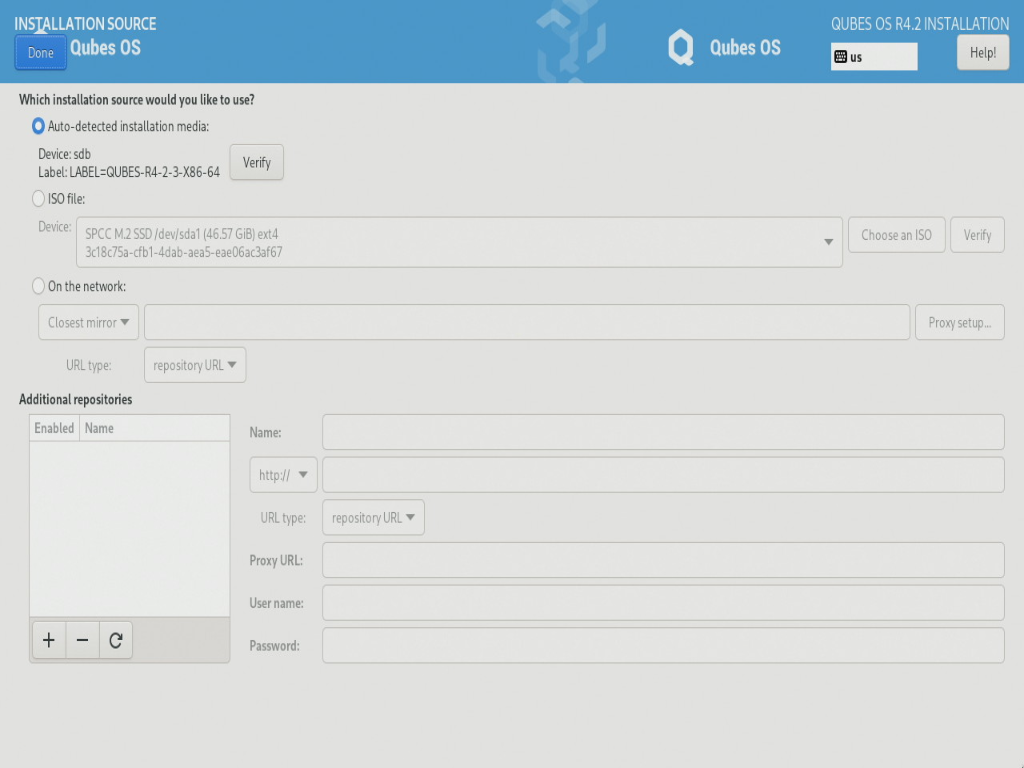 INSTALLATION SOURCE
QUBES OS R4.2 INSTALLATION
Done
Qubes OS
Qubes OS
us
Help!
Which installation source would you like to use?
Auto-detected installation media:
Device: sdb
Label: LABEL=QUBES-R4-2-3-X86-64
Verify
ISO file:
Device:
SPCC M.2 SSD /dev/sda1 (46.57 GiB) ext4
3c18c75a-cfb1-4dab-aea5-eae06ac3af67
Choose an ISO
Verify
On the network:
Closest mirror
Proxy setup...
URL type:
repository URL
Additional repositories
Enabled
Name
Name:
http://
URL type:
repository URL
Proxy URL:
User name:
Password: